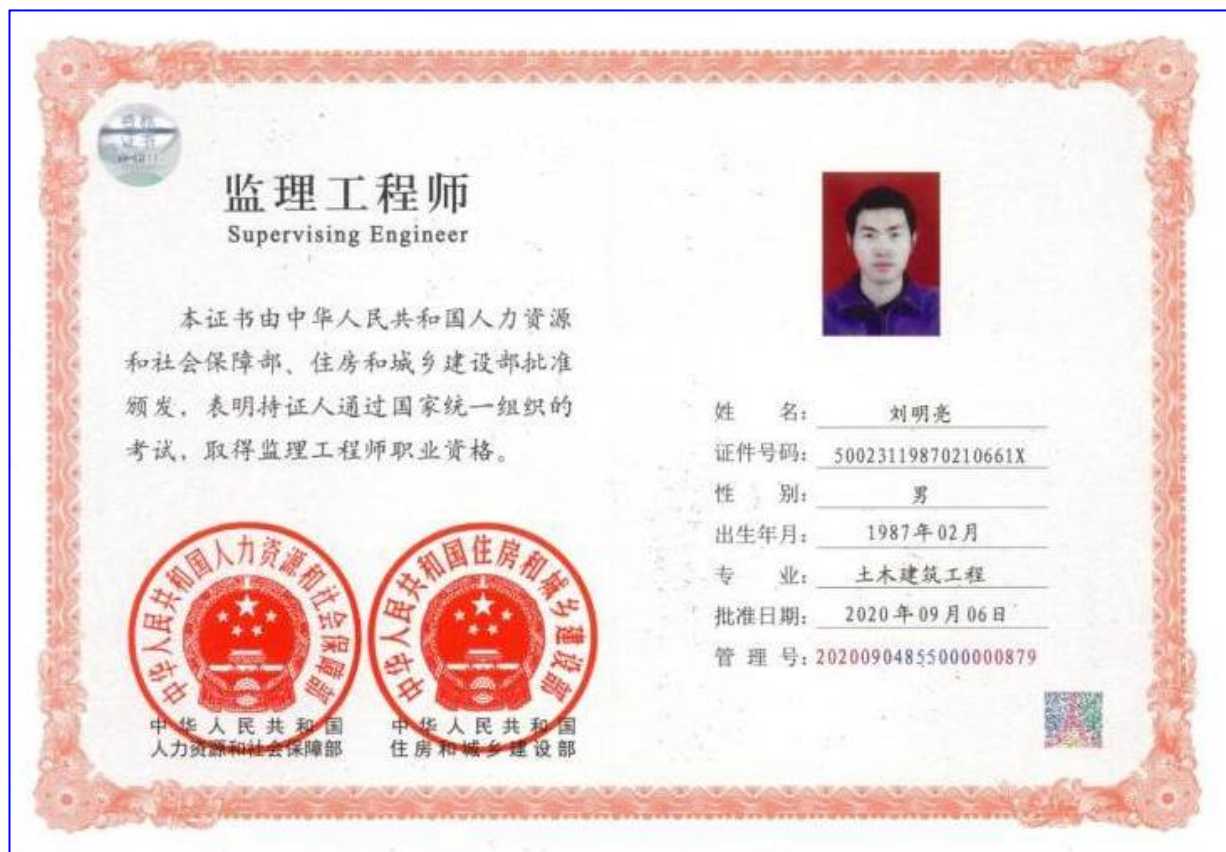 监理工程师
Supervising Engineer
本证书由中华人民共和国人力资源
和社会保障部、住房和城乡建设部批准
颁发，表明持证人通过国家统一组织的
考试，取得监理工程师职业资格。
中华人民共和国人力资源和社会保障部
中华人民共和国住房和城乡建设部
中华人民共和国
人力资源和社会保障部
中华人民共和国
住房和城乡建设部
姓 名： 刘明亮
证件号码： 50023119870210661X
性 别： 男
出生年月： 1987年02月
专 业： 土木建筑工程
批准日期： 2020年09月06日
管 理 号：20200904855000000879